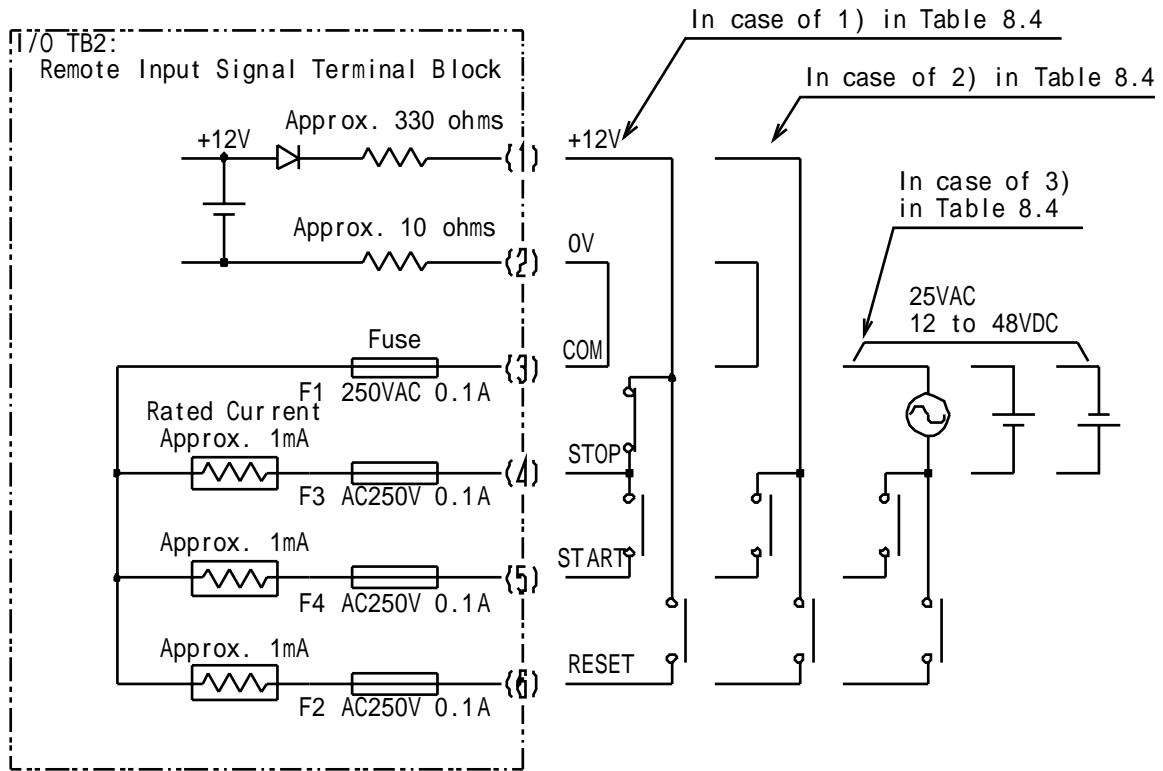 In case of 1) in Table 8.4
I/O TB2:
Remote Input Signal Terminal Block
In case of 2) in Table 8.4
Approx. 330 ohms
+12V
(1)
+12V
In case of 3)
in Table 8.4
Approx. 10 ohms
(2)
0V
25VAC
12 to 48VDC
Fuse
(3)
COM
F1 250VAC 0.1A
Rated Current
Approx. 1mA
(4)
STOP
F3 AC250V 0.1A
Approx. 1mA
(5)
START
F4 AC250V 0.1A
Approx. 1mA
(6)
RESET
F2 AC250V 0.1A